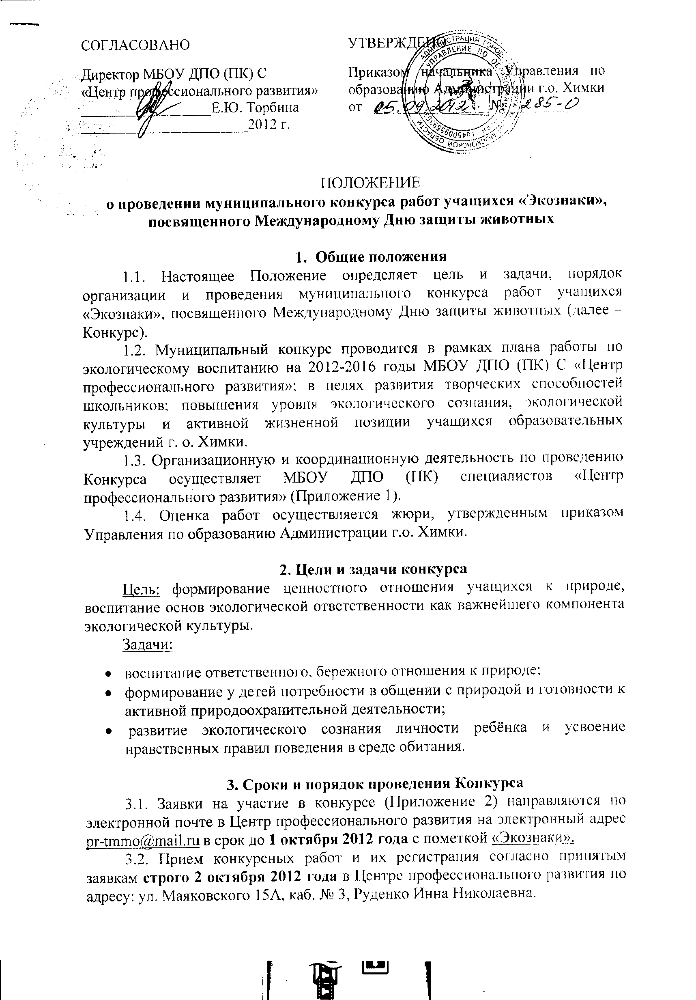 СОГЛАСОВАНО
Директор МБОУ ДПО (ПК) С
«Центр профессионального развития»
Е.Ю. Торбина
2012 г.
УТВЕРЖДЕНО
Приказом начальника Управления по
образованию Администрации г.о. Химки
от 05.09.2012 г. № 285-О
ПОЛОЖЕНИЕ
о проведении муниципального конкурса работ учащихся «Экознаки»,
посвященного Международному Дню защиты животных
1. Общие положения
1.1. Настоящее Положение определяет цель и задачи, порядок
организации и проведения муниципального конкурса работ учащихся
«Экознаки», посвященного Международному Дню защиты животных (далее –
Конкурс).
1.2. Муниципальный конкурс проводится в рамках плана работы по
экологическому воспитанию на 2012-2016 годы МБОУ ДПО (ПК) С «Центр
профессионального развития»; в целях развития творческих способностей
школьников; повышения уровня экологического сознания, экологической
культуры и активной жизненной позиции учащихся образовательных
учреждений г. о. Химки.
1.3. Организационную и координационную деятельность по проведению
Конкурса осуществляет МБОУ ДПО (ПК) специалистов «Центр
профессионального развития» (Приложение 1).
1.4. Оценка работ осуществляется жюри, утвержденным приказом
Управления по образованию Администрации г.о. Химки.
2. Цели и задачи конкурса
Цель: формирование ценностного отношения учащихся к природе,
воспитание основ экологической ответственности как важнейшего компонента
экологической культуры.
Задачи:
• воспитание ответственного, бережного отношения к природе;
• формирование у детей потребности в общении с природой и готовности к
активной природоохранительной деятельности;
• развитие экологического сознания личности ребёнка и усвоение
нравственных правил поведения в среде обитания.
3. Сроки и порядок проведения Конкурса
3.1. Заявки на участие в конкурсе (Приложение 2) направляются по
электронной почте в Центр профессионального развития на электронный адрес
pr-tmmo@mail.ru в срок до 1 октября 2012 года с пометкой «Экознаки».
3.2. Прием конкурсных работ и их регистрация согласно принятым
заявкам строго 2 октября 2012 года в Центре профессионального развития по
адресу: ул. Маяковского 15А, каб. № 3, Руденко Инна Николаевна.